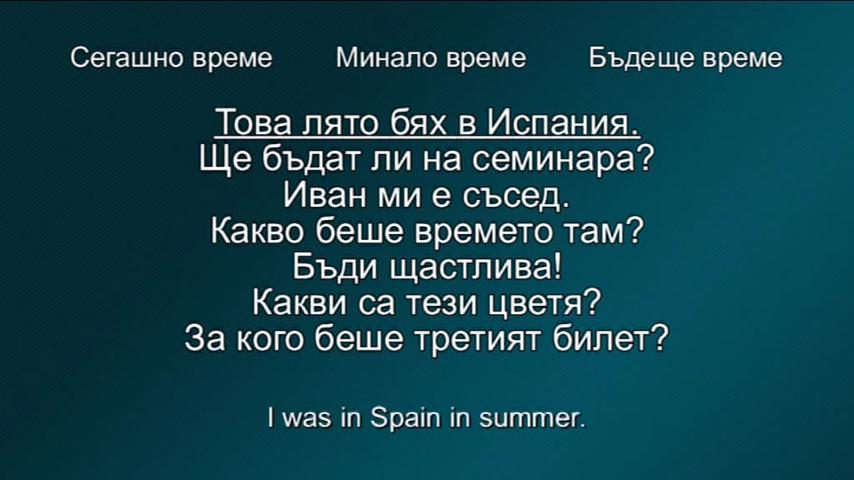 Сегашно време Минало време Бъдеще време
Това лято бях в Испания.
Ще бъдат ли на семинара?
Иван ми е съсед.
Какво беше времето там?
Бъди щастлива!
Какви са тези цветя?
За кого беше третият билет?
I was in Spain in summer.